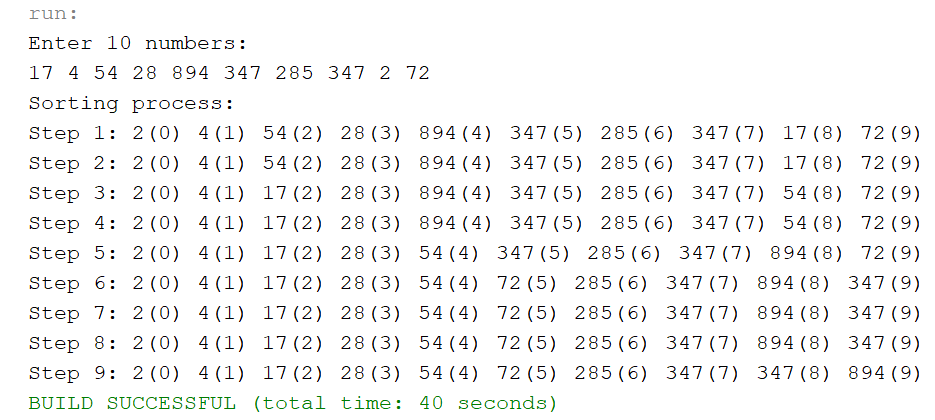 run:
Enter 10 numbers:
17 4 54 28 894 347 285 347 2 72
Sorting process:
Step 1: 2(0) 4(1) 54(2) 28(3) 894(4) 347(5) 285(6) 347(7) 17(8) 72(9)
Step 2: 2(0) 4(1) 54(2) 28(3) 894(4) 347(5) 285(6) 347(7) 17(8) 72(9)
Step 3: 2(0) 4(1) 17(2) 28(3) 894(4) 347(5) 285(6) 347(7) 54(8) 72(9)
Step 4: 2(0) 4(1) 17(2) 28(3) 894(4) 347(5) 285(6) 347(7) 54(8) 72(9)
Step 5: 2(0) 4(1) 17(2) 28(3) 54(4) 347(5) 285(6) 347(7) 894(8) 72(9)
Step 6: 2(0) 4(1) 17(2) 28(3) 54(4) 72(5) 285(6) 347(7) 894(8) 347(9)
Step 7: 2(0) 4(1) 17(2) 28(3) 54(4) 72(5) 285(6) 347(7) 894(8) 347(9)
Step 8: 2(0) 4(1) 17(2) 28(3) 54(4) 72(5) 285(6) 347(7) 894(8) 347(9)
Step 9: 2(0) 4(1) 17(2) 28(3) 54(4) 72(5) 285(6) 347(7) 347(8) 894(9)
BUILD SUCCESSFUL (total time: 40 seconds)